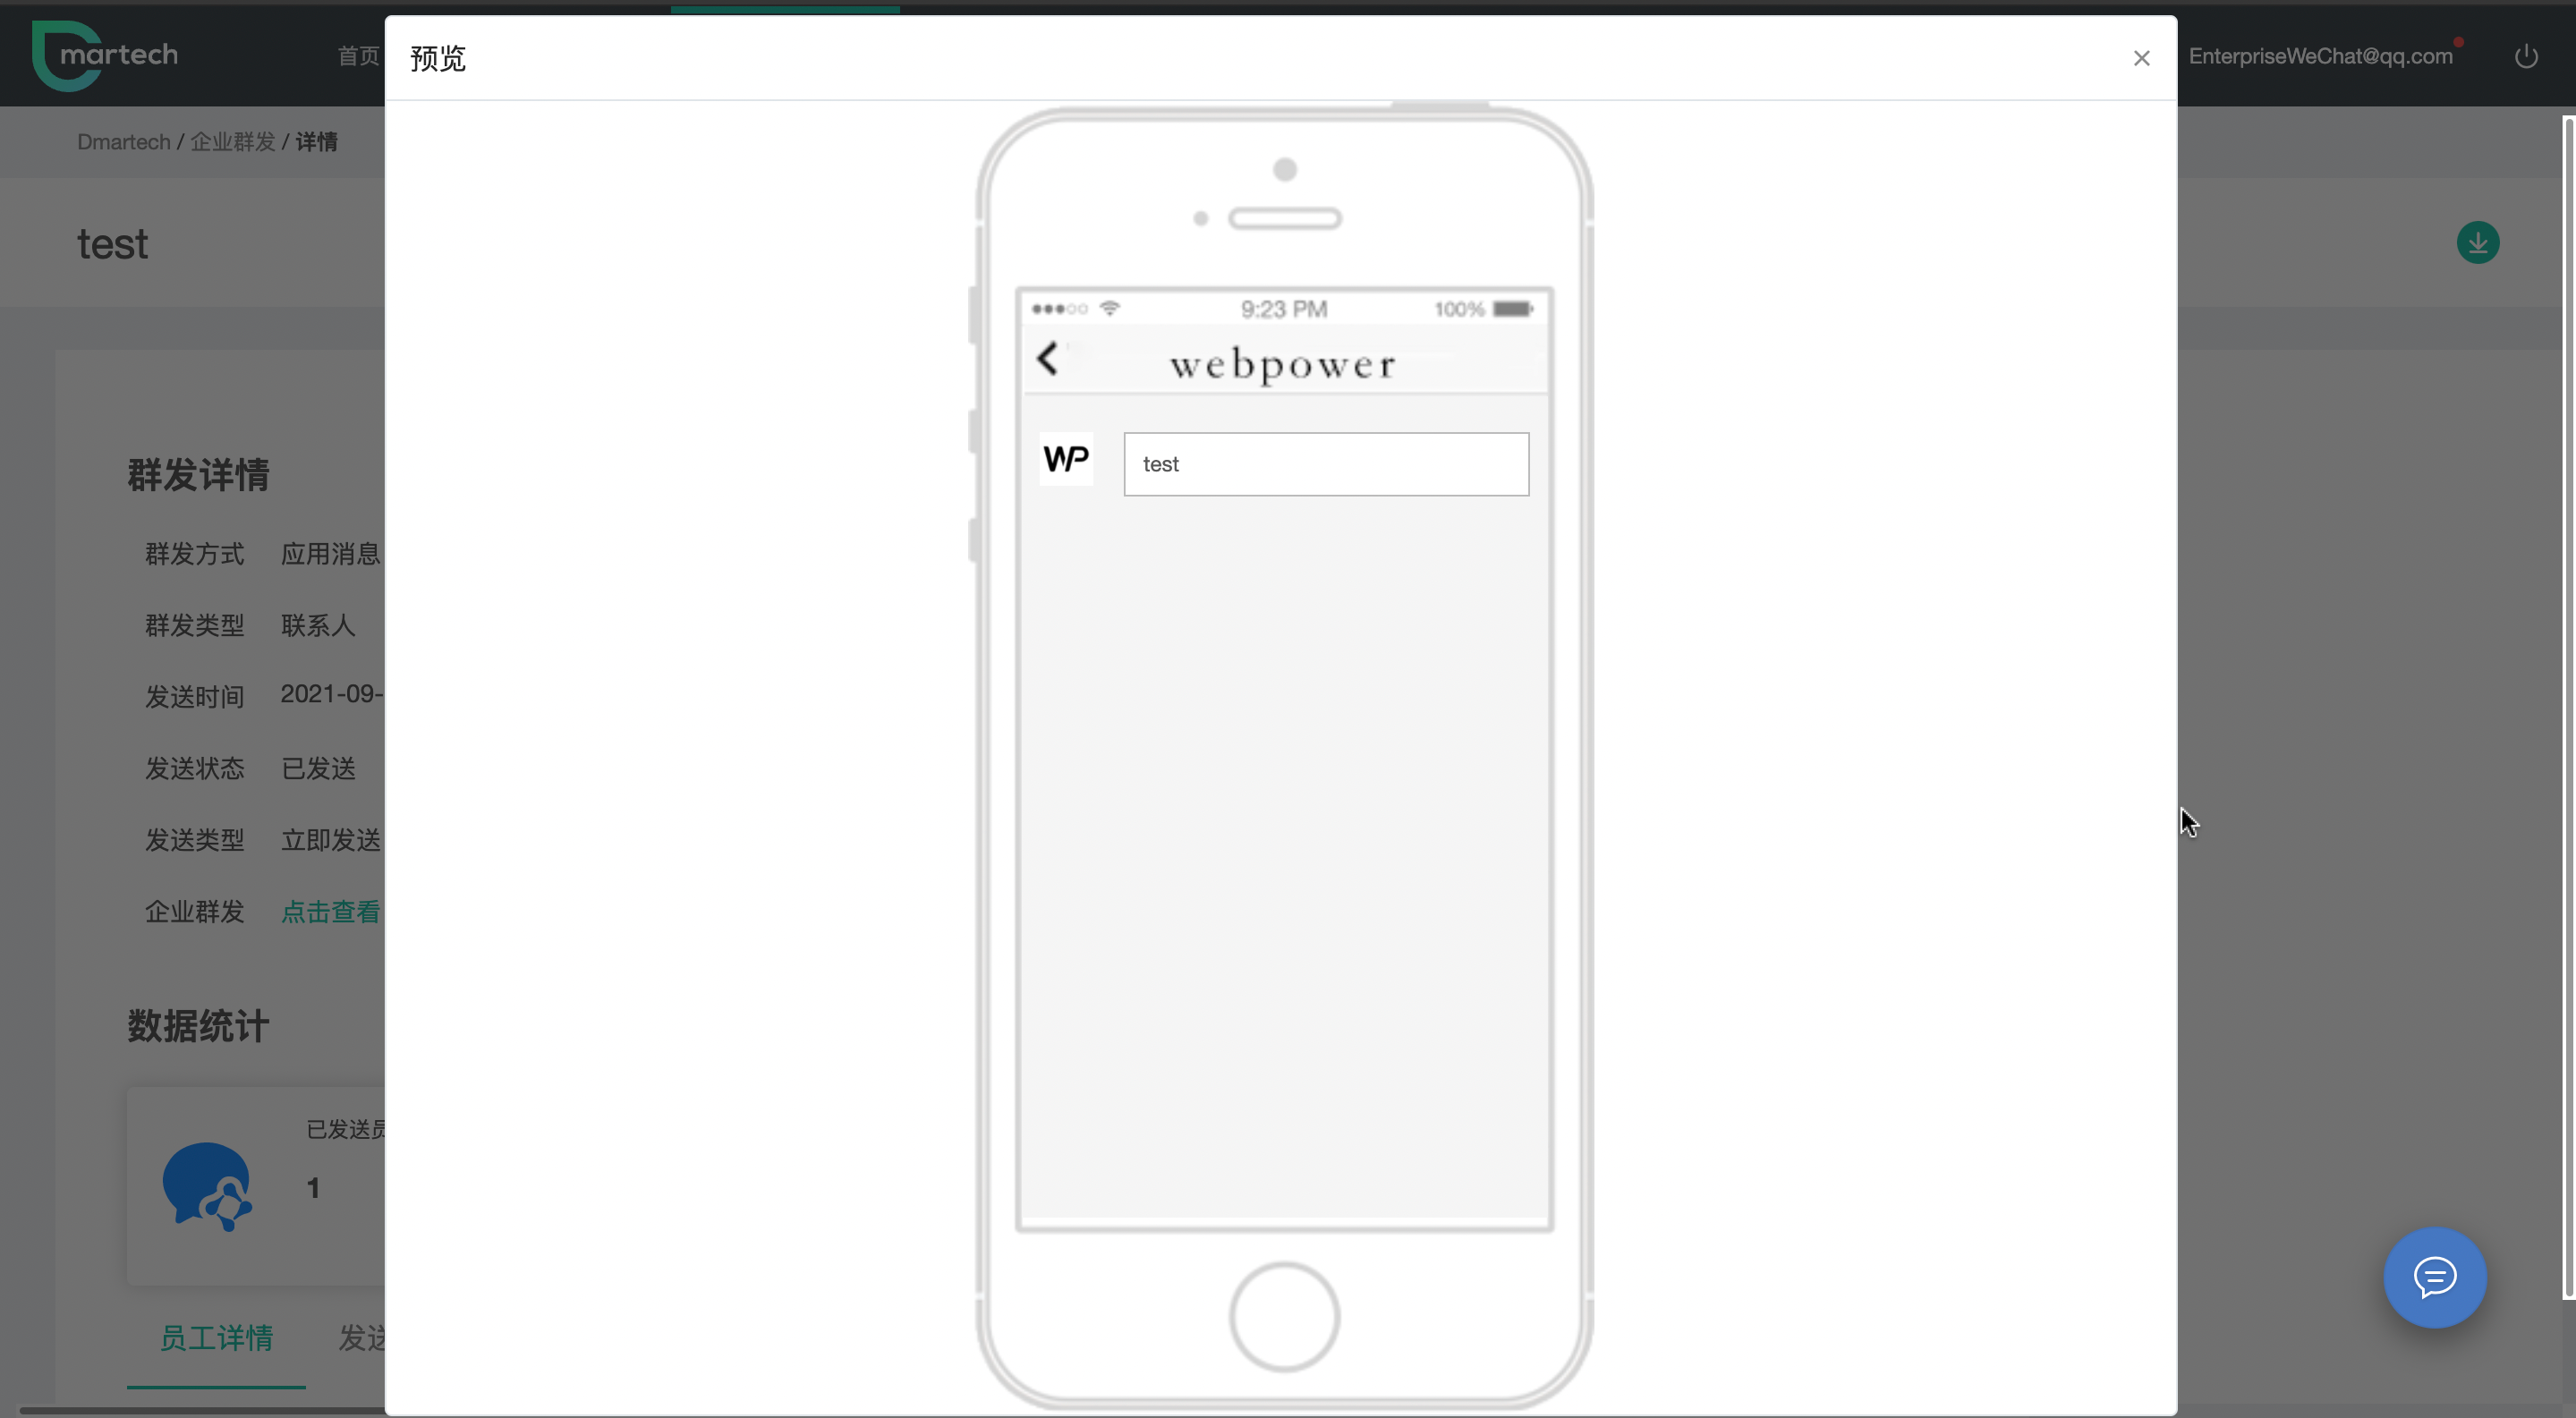 martech
首页
EnterpriseWeChat@qq.com
预览
Dmartech / 企业群发 / 详情
test
9:23 PM
100%
webpower
WP
test
群发详情
群发方式 应用消息
群发类型 联系人
发送时间 2021-09-
发送状态 已发送
发送类型 立即发送
企业群发 点击查看
数据统计
已发送员
1
员工详情 发送